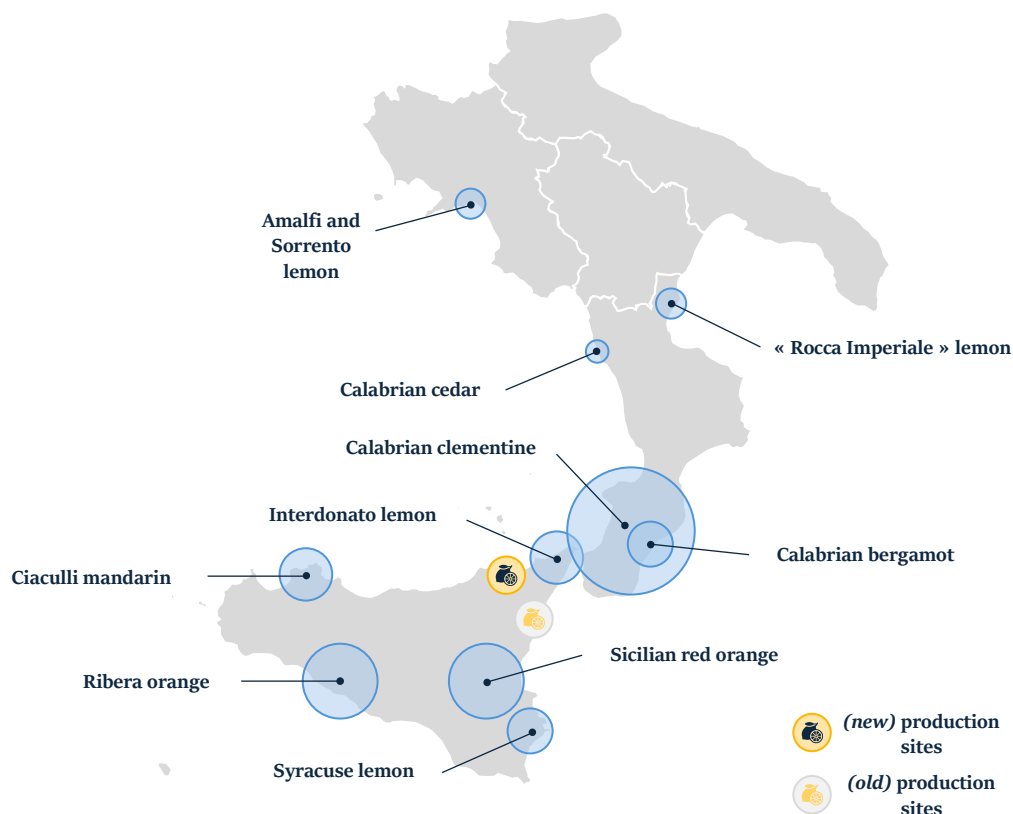 Amalfi and
Sorrento
lemon
« Rocca Imperiale » lemon
Calabrian cedar
Calabrian clementine
Interdonato lemon
Calabrian bergamot
Ciaculli mandarin
Sicilian red orange
Ribera orange
Syracuse lemon
(new) production
sites
(old) production
sites